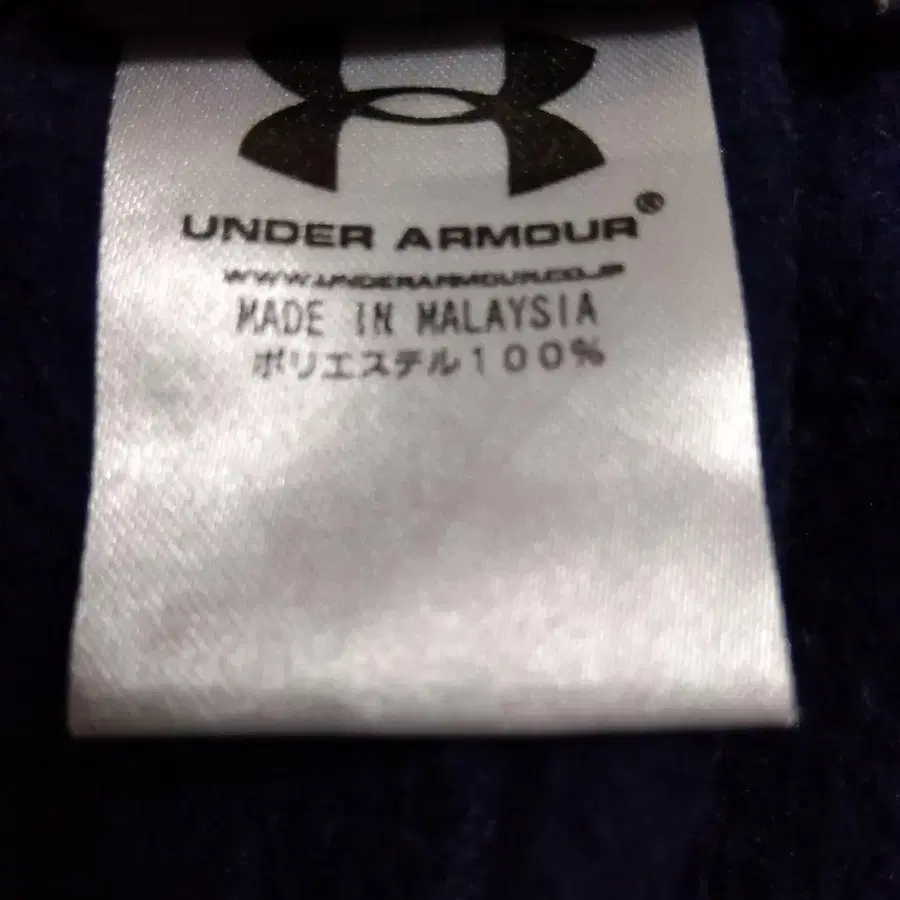 UNDER ARMOUR®
WWW.UNDERARMOUR.CO.JP
MADE IN MALAYSIA
ポリエステル100%